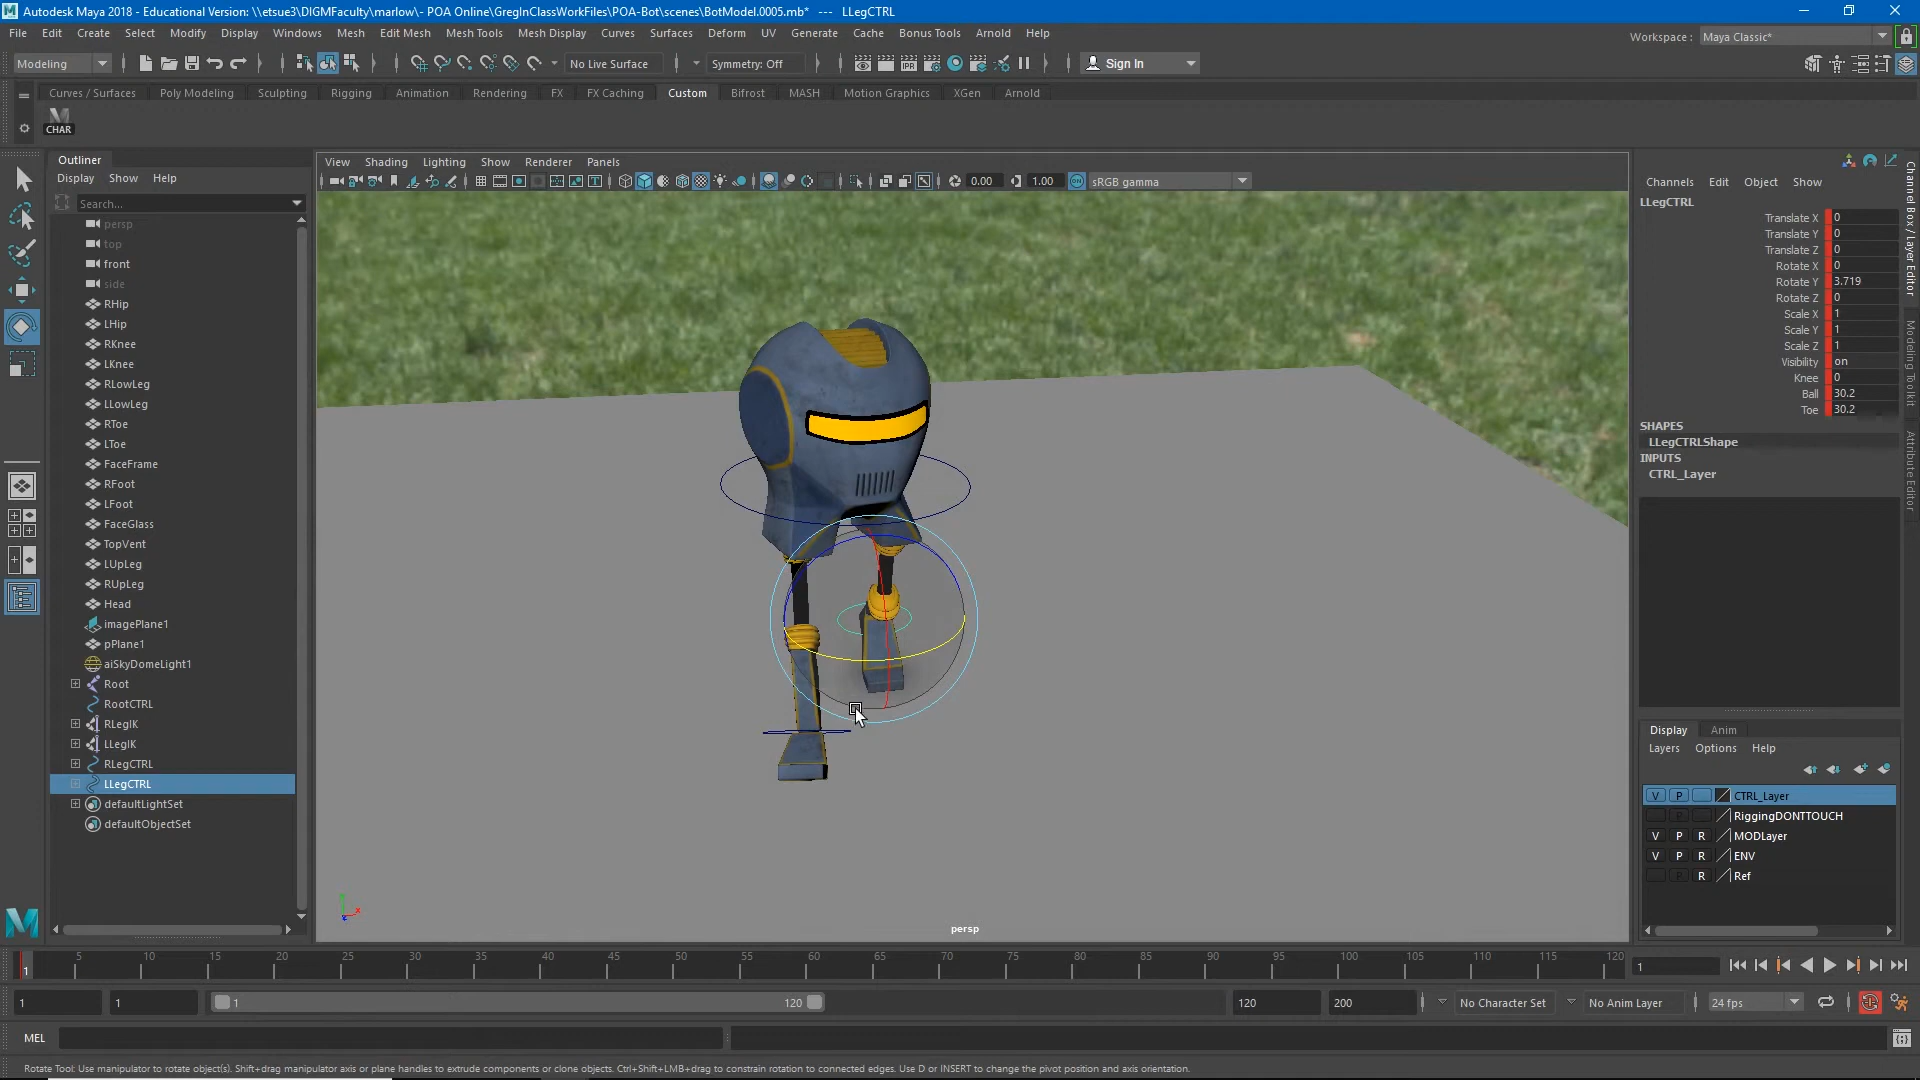 Autodesk Maya 2018 - Educational Version: \\etsue3\DIGMFaculty\marlow\- POA Online\GregInClassWorkFiles\POA-Bot\scenes\BotModel.0005.mb* --- LLegCTRL
File Edit Create Select Modify Display Windows Mesh Edit Mesh Mesh Tools Mesh Display Curves Surfaces Deform UV Generate Cache Bonus Tools Arnold Help
Workspace : Maya Classic*
Modeling No Live Surface Symmetry: Off Sign In
Curves / Surfaces Poly Modeling Sculpting Rigging Animation Rendering FX FX Caching Custom Bifrost MASH Motion Graphics XGen Arnold
CHAR
Outliner
Display Show Help
Search...
persp
top
front
side
RHip
LHip
RKnee
LKnee
RLowLeg
LLowLeg
RToe
LToe
FaceFrame
RFoot
LFoot
FaceGlass
TopVent
LUpLeg
RUpLeg
Head
imagePlane1
pPlane1
aiSkyDomeLight1
Root
RootCTRL
RLegIK
LLegIK
RLegCTRL
LLegCTRL
defaultLightSet
defaultObjectSet
View Shading Lighting Show Renderer Panels
0.00 1.00 sRGB gamma
persp
Channels Edit Object Show
LLegCTRL
Translate X 0
Translate Y 0
Translate Z 0
Rotate X 0
Rotate Y 3.719
Rotate Z 0
Scale X 1
Scale Y 1
Scale Z 1
Visibility on
Knee 0
Ball 30.2
Toe 30.2
SHAPES
LLegCTRLShape
INPUTS
CTRL_Layer
Channel Box / Layer Editor
Modeling Toolkit
Attribute Editor
Display Anim
Layers Options Help
V P CTRL_Layer
P RiggingDONTTOUCH
V P R MODLayer
V P R ENV
P R Ref
1 5 10 15 20 25 30 35 40 45 50 55 60 65 70 75 80 85 90 95 100 105 110 115 120
1
1 1 1 120 120 200 No Character Set No Anim Layer 24 fps
MEL
Rotate Tool: Use manipulator to rotate object(s). Shift+drag manipulator axis or plane handles to extrude components or clone objects. Ctrl+Shift+LMB+drag to constrain rotation to connected edges. Use D or INSERT to change the pivot position and axis orientation.